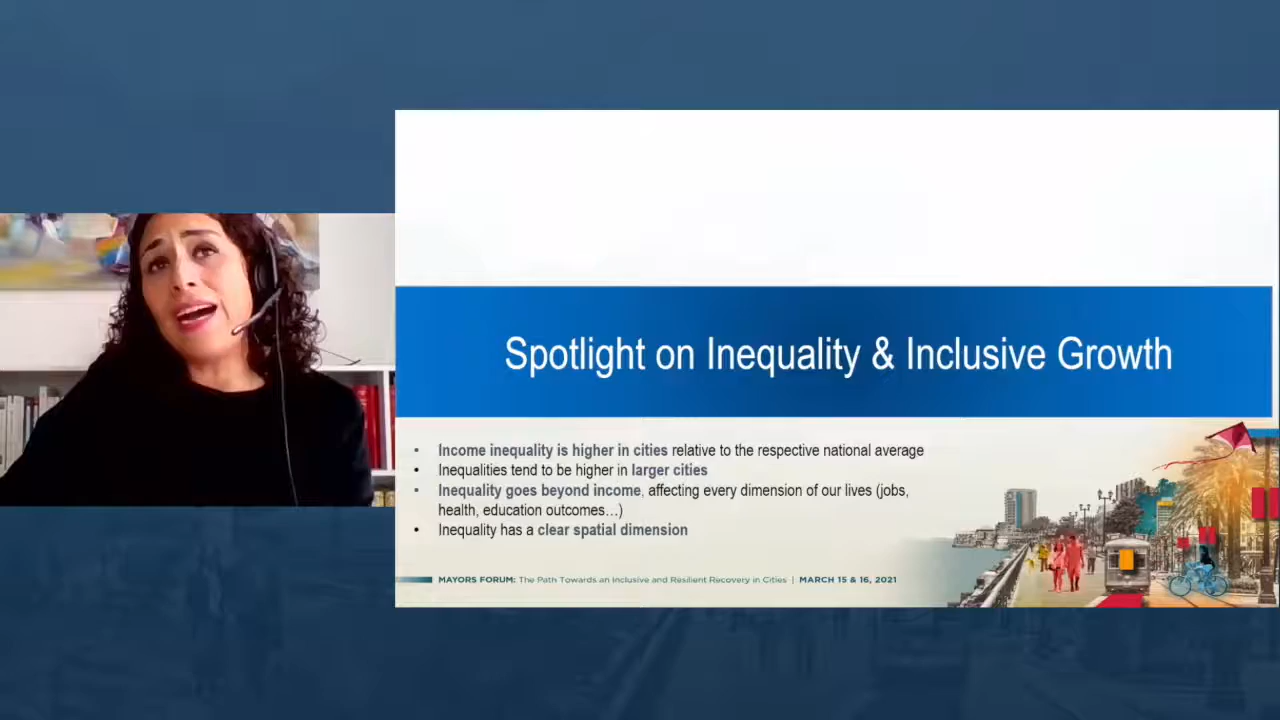 Spotlight on Inequality & Inclusive Growth
▪ Income inequality is higher in cities relative to the respective national average
• Inequalities tend to be higher in larger cities
▪ Inequality goes beyond income, affecting every dimension of our lives (jobs,
health, education outcomes…)
• Inequality has a clear spatial dimension
MAYORS FORUM: The Path Towards an Inclusive and Resilient Recovery in Cities | MARCH 15 & 16, 2021